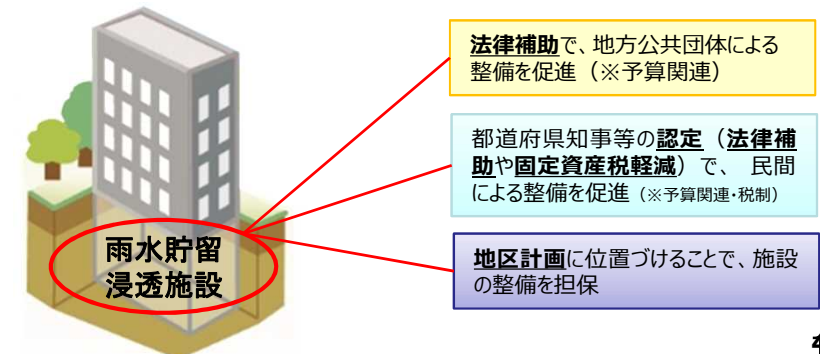 法律補助で、地方公共団体による
整備を促進（※予算関連）
都道府県知事等の認定（法律補
助や固定資産税軽減）で、 民間
による整備を促進（※予算関連・税制）
雨水貯留
浸透施設
地区計画に位置づけることで、施設
の整備を担保